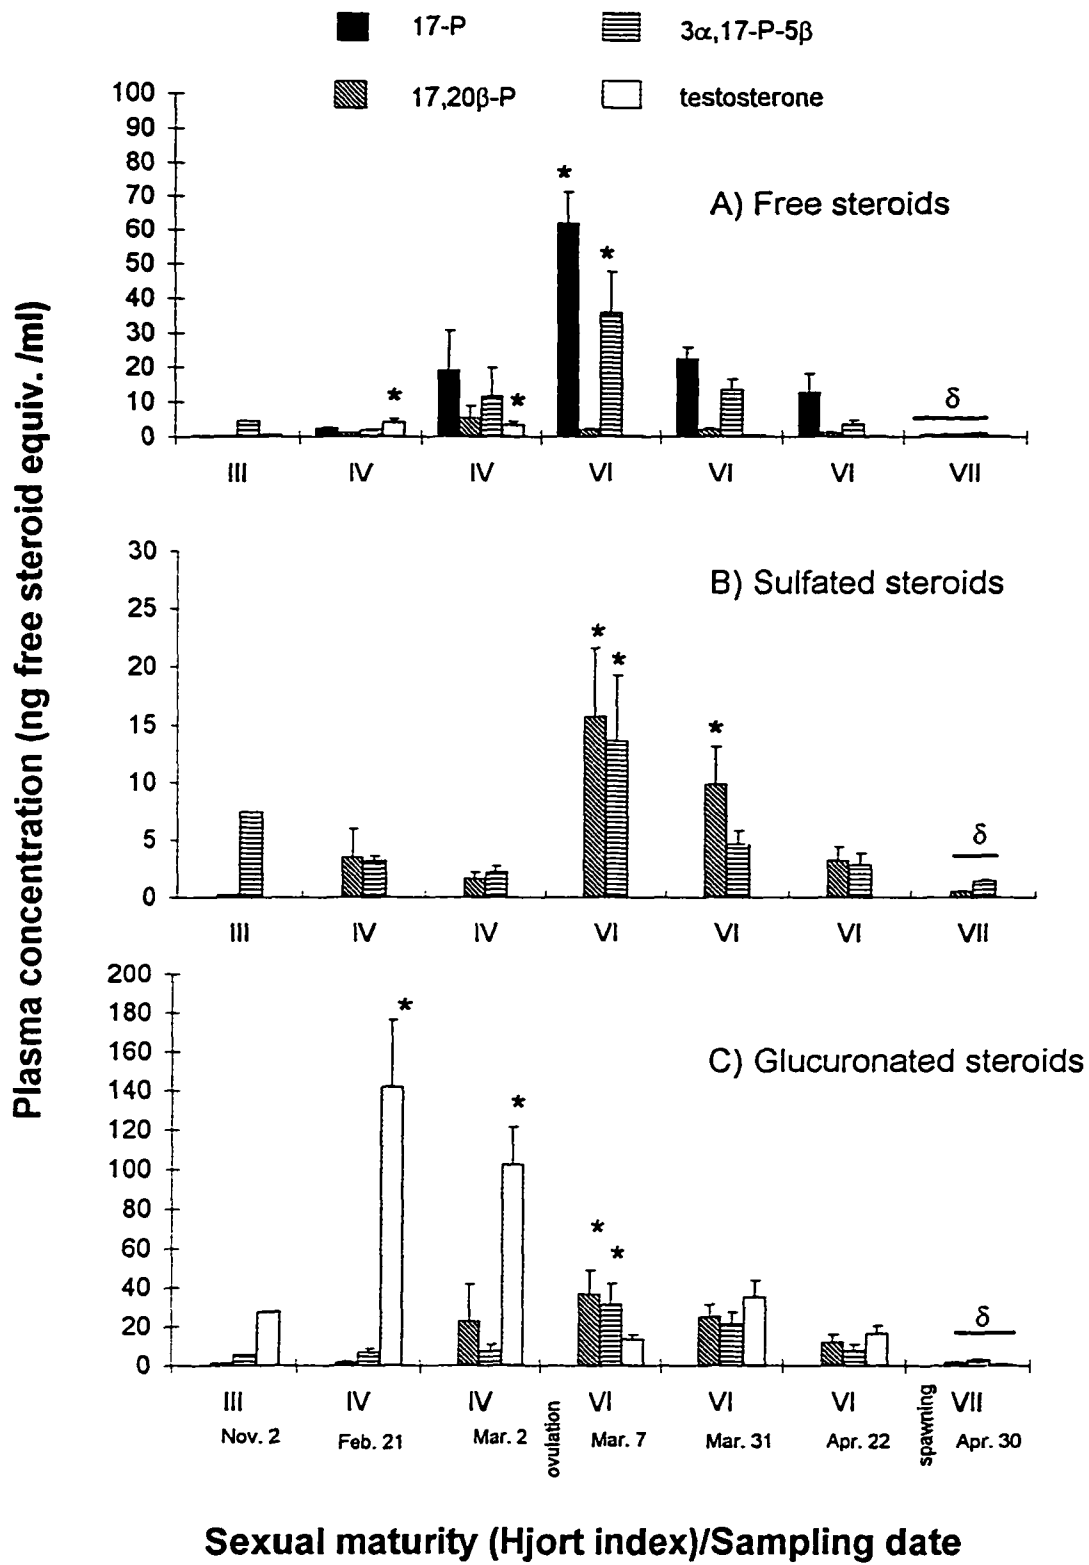 17-P
3α,17-P-5β
17,20β-P
testosterone
Plasma concentration (ng free steroid equiv. /ml)
100
90
80
70
60
50
40
30
20
10
0
A) Free steroids
*
*
*
*
δ
III IV IV VI VI VI VII
30
25
20
15
10
5
0
B) Sulfated steroids
*
*
*
δ
III IV IV VI VI VI VII
200
180
160
140
120
100
80
60
40
20
0
C) Glucuronated steroids
*
*
*
*
δ
III IV IV VI VI VI VII
Nov. 2 Feb. 21 Mar. 2 Mar. 7 Mar. 31 Apr. 22 Apr. 30
ovulation
spawning
Sexual maturity (Hjort index)/Sampling date